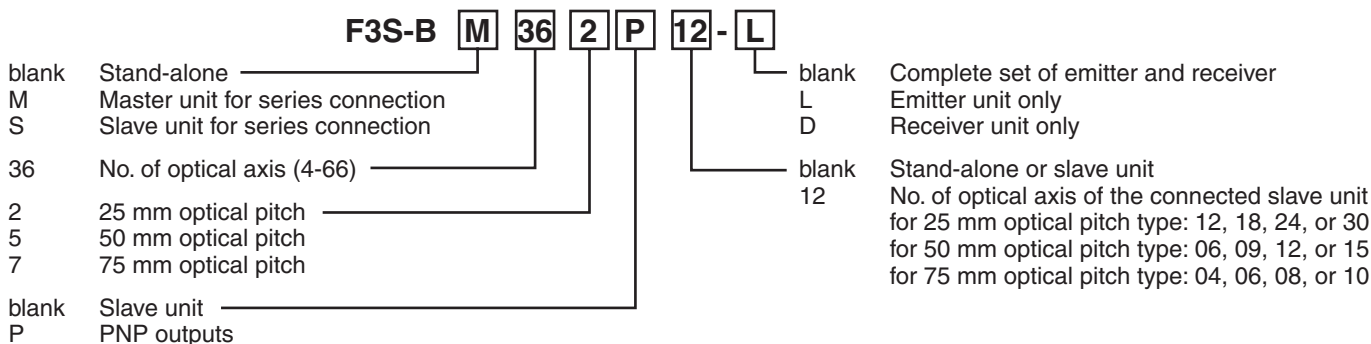 F3S-B M 36 2 P 12 - L
blank Stand-alone
M Master unit for series connection
S Slave unit for series connection
36 No. of optical axis (4-66)
2 25 mm optical pitch
5 50 mm optical pitch
7 75 mm optical pitch
blank Slave unit
P PNP outputs
blank Complete set of emitter and receiver
L Emitter unit only
D Receiver unit only
blank Stand-alone or slave unit
12 No. of optical axis of the connected slave unit
for 25 mm optical pitch type: 12, 18, 24, or 30
for 50 mm optical pitch type: 06, 09, 12, or 15
for 75 mm optical pitch type: 04, 06, 08, or 10